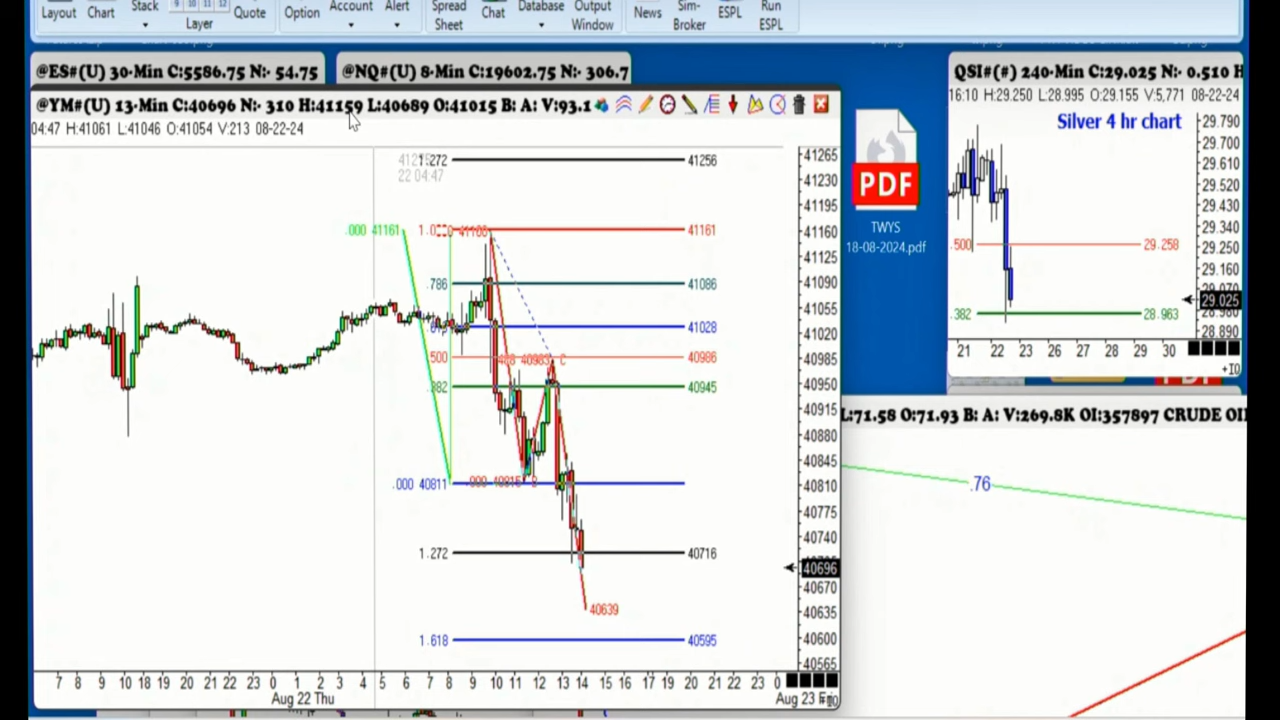 Layout Chart Stack Layer Quote Option Account Alert Spread Sheet Chat Database Output Window News Sim-Broker ESPL Run ESPL
9 10 11 12
@ES#(U) 30-Min C:5586.75 N:- 54.75
@NQ#(U) 8-Min C:19602.75 N:- 306.7
@YM#(U) 13-Min C:40696 N:- 310 H:41159 L:40689 O:41015 B: A: V:93.1
04:47 H:41061 L:41046 O:41054 V:213 08-22-24
22 04:47
1.272 41256
.000 41161
41161
.786 41086
41028
.500 40986
C
.382 40945
.000 40811
B
1.272 40716
40639
1.618 40595
41265
41230
41195
41160
41125
41090
41055
41020
40985
40950
40915
40880
40845
40810
40775
40740
40696
40670
40635
40600
40565
7 8 9 10 18 19 20 21 22 23 0 1 2 3 4 5 6 7 8 9 10 11 12 13 14 15 16 17 18 19 20 21 22 23 0
Aug 22 Thu
Aug 23 Fri
PDF
TWYS
18-08-2024.pdf
QSI#(#) 240-Min C:29.025 N:- 0.510 H
16:10 H:29.250 L:28.995 O:29.155 V:5,771 08-22-24
Silver 4 hr chart
29.790
29.700
29.610
29.520
29.430
29.340
29.250
29.160
29.025
28.890
.500 29.258
.382 28.963
21 22 23 26 27 28 29 30
+10
L:71.58 O:71.93 B: A: V:269.8K OI:357897 CRUDE OIL
.76